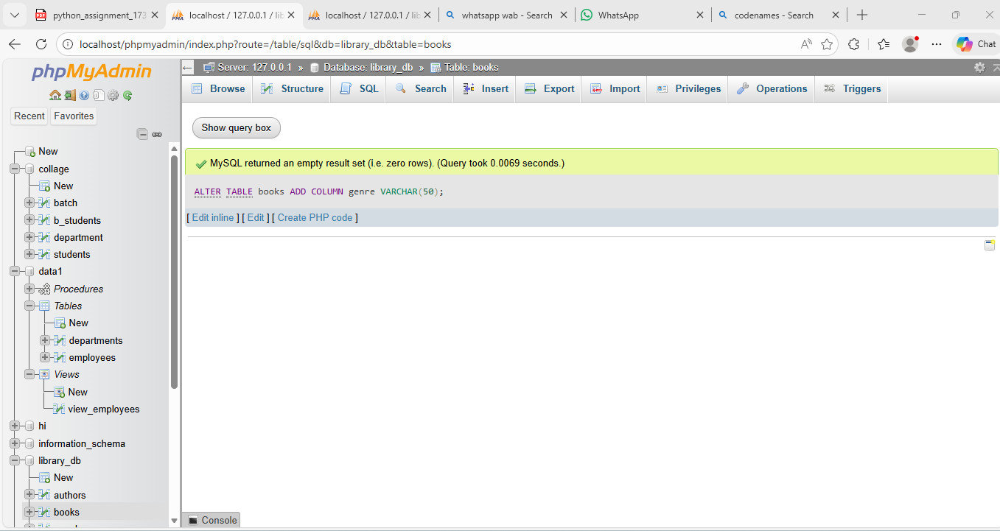 python_assignment_173
localhost / 127.0.0.1 / lib
localhost / 127.0.0.1 / lib
whatsapp wab - Search
WhatsApp
codenames - Search
localhost/phpmyadmin/index.php?route=/table/sql&db=library_db&table=books
Chat
phpMyAdmin
Recent
Favorites
New
collage
New
batch
b_students
department
students
data1
Procedures
Tables
New
departments
employees
Views
New
view_employees
hi
information_schema
library_db
New
authors
books
Server: 127.0.0.1 » Database: library_db » Table: books
Browse
Structure
SQL
Search
Insert
Export
Import
Privileges
Operations
Triggers
Show query box
MySQL returned an empty result set (i.e. zero rows). (Query took 0.0069 seconds.)
ALTER TABLE books ADD COLUMN genre VARCHAR(50);
[ Edit inline ] [ Edit ] [ Create PHP code ]
Console